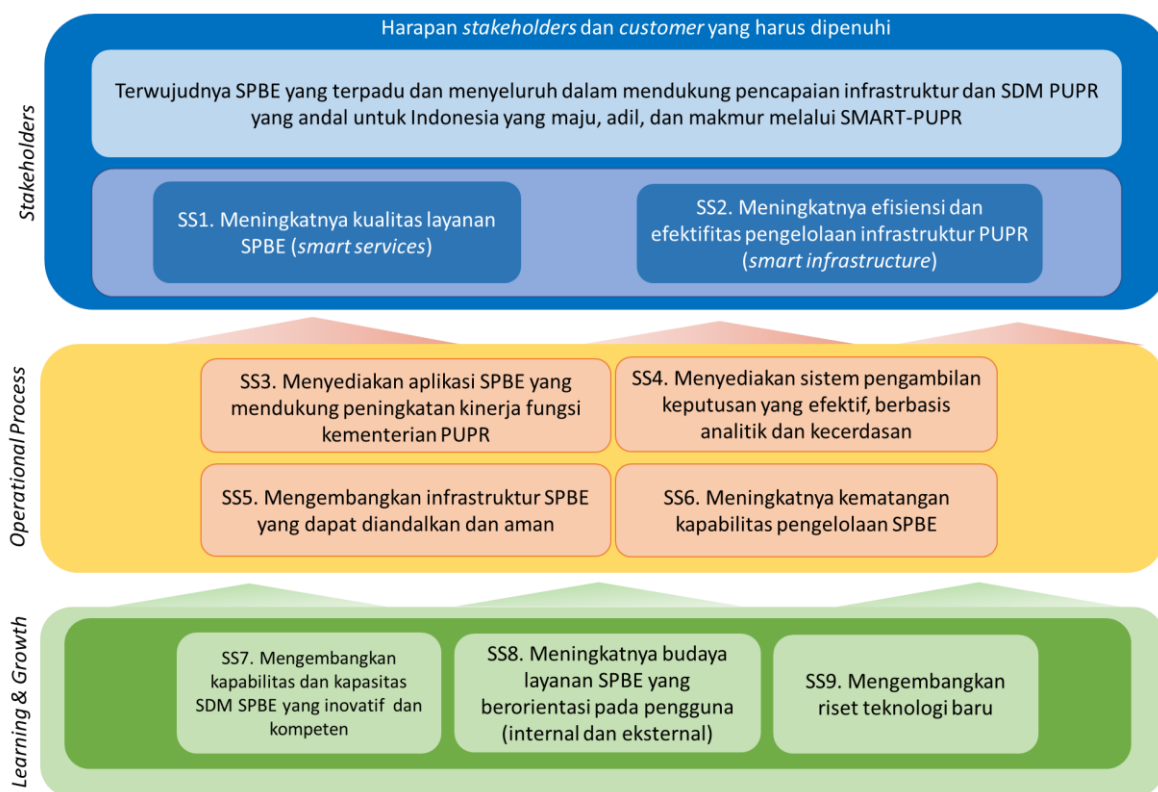 Harapan stakeholders dan customer yang harus dipenuhi
Stakeholders
Terwujudnya SPBE yang terpadu dan menyeluruh dalam mendukung pencapaian infrastruktur dan SDM PUPR
yang andal untuk Indonesia yang maju, adil, dan makmur melalui SMART-PUPR
SS1. Meningkatnya kualitas layanan
SPBE (smart services)
SS2. Meningkatnya efisiensi dan
efektifitas pengelolaan infrastruktur PUPR
(smart infrastructure)
Operational Process
SS3. Menyediakan aplikasi SPBE yang
mendukung peningkatan kinerja fungsi
kementerian PUPR
SS4. Menyediakan sistem pengambilan
keputusan yang efektif, berbasis
analitik dan kecerdasan
SS5. Mengembangkan infrastruktur SPBE
yang dapat diandalkan dan aman
SS6. Meningkatnya kematangan
kapabilitas pengelolaan SPBE
Learning & Growth
SS7. Mengembangkan
kapabilitas dan kapasitas
SDM SPBE yang inovatif dan
kompeten
SS8. Meningkatnya budaya
layanan SPBE yang
berorientasi pada pengguna
(internal dan eksternal)
SS9. Mengembangkan
riset teknologi baru